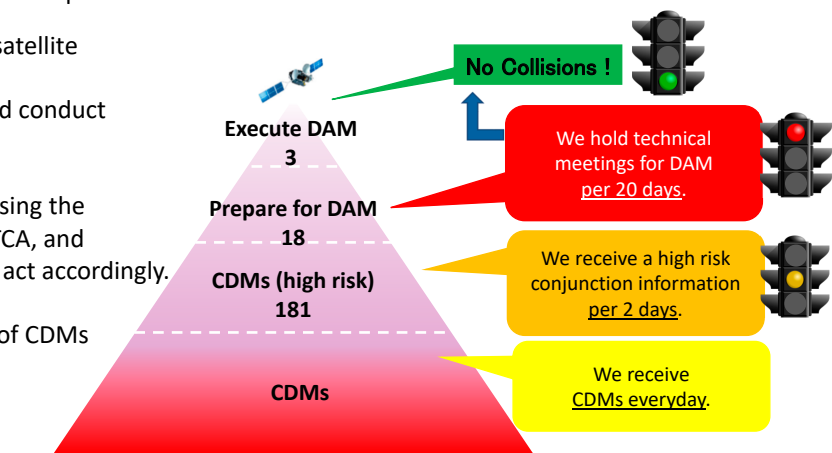 satellite
d conduct
sing the
TCA, and
act accordingly.
of CDMs
No Collisions !
Execute DAM
3
We hold technical
meetings for DAM
per 20 days.
Prepare for DAM
18
We receive a high risk
conjunction information
per 2 days.
CDMs (high risk)
181
We receive
CDMs everyday.
CDMs